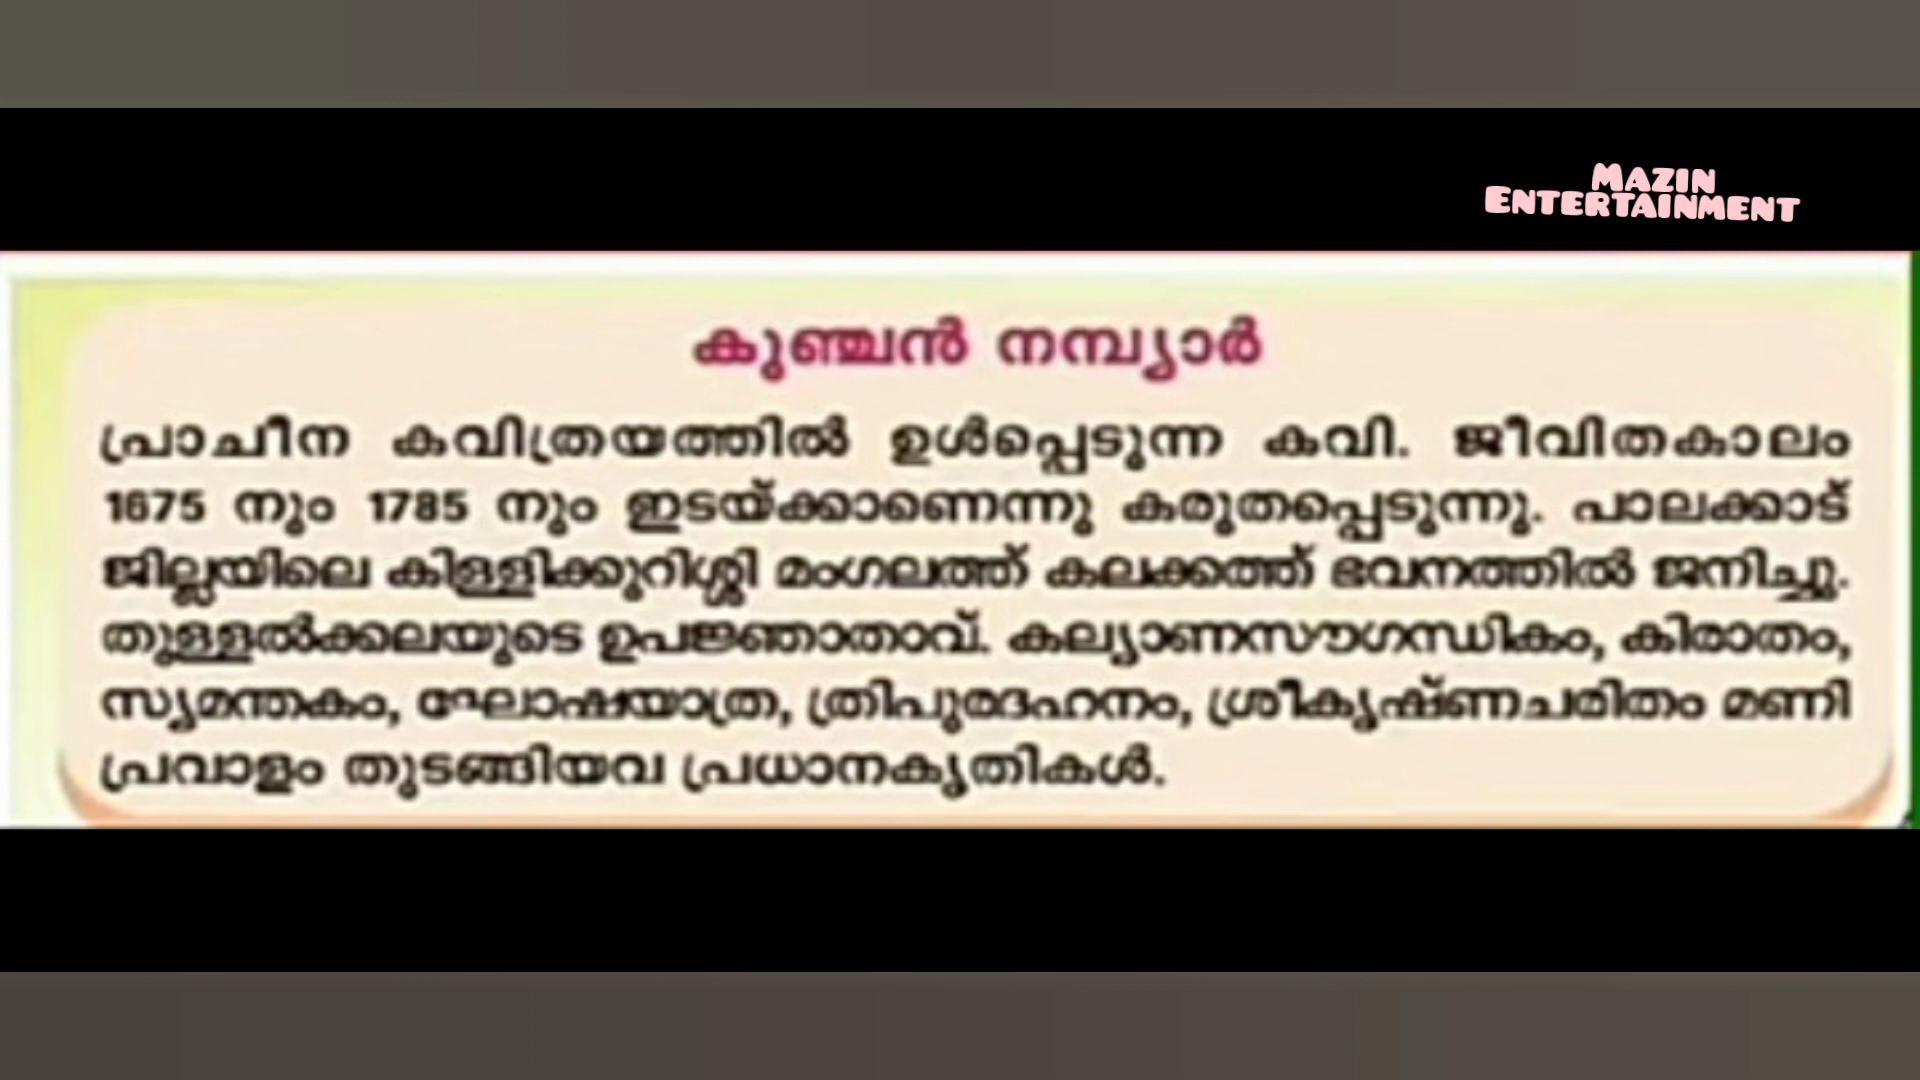 MAZIN
ENTERTAINMENT
കുഞ്ചൻ നമ്പ്യാർ
പ്രാചീന കവിത്രയത്തിൽ ഉൾപ്പെടുന്ന കവി. ജീവിതകാലം
1675 നും 1785 നും ഇടയ്ക്കാണെന്നു കരുതപ്പെടുന്നു. പാലക്കാട്
ജില്ലയിലെ കിള്ളിക്കുറിശ്ശി മംഗലത്ത് കലക്കത്ത് ഭവനത്തിൽ ജനിച്ചു.
തുള്ളൽക്കലയുടെ ഉപജ്ഞാതാവ്. കല്യാണസൗഗന്ധികം, കിരാതം,
സ്യമന്തകം, ഘോഷയാത്ര, ത്രിപുരദഹനം, ശ്രീകൃഷ്ണചരിതം മണി
പ്രവാളം തുടങ്ങിയവ പ്രധാനകൃതികൾ.